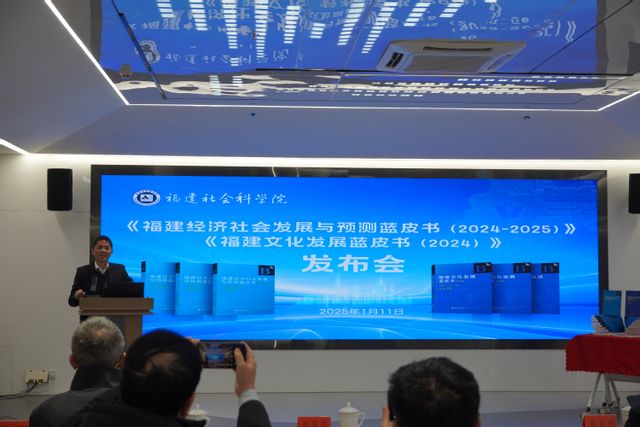 福建社会科学院
《福建经济社会发展与预测蓝皮书（2024-2025）》
《福建文化发展蓝皮书（2024）》
发布会
2025年1月11日